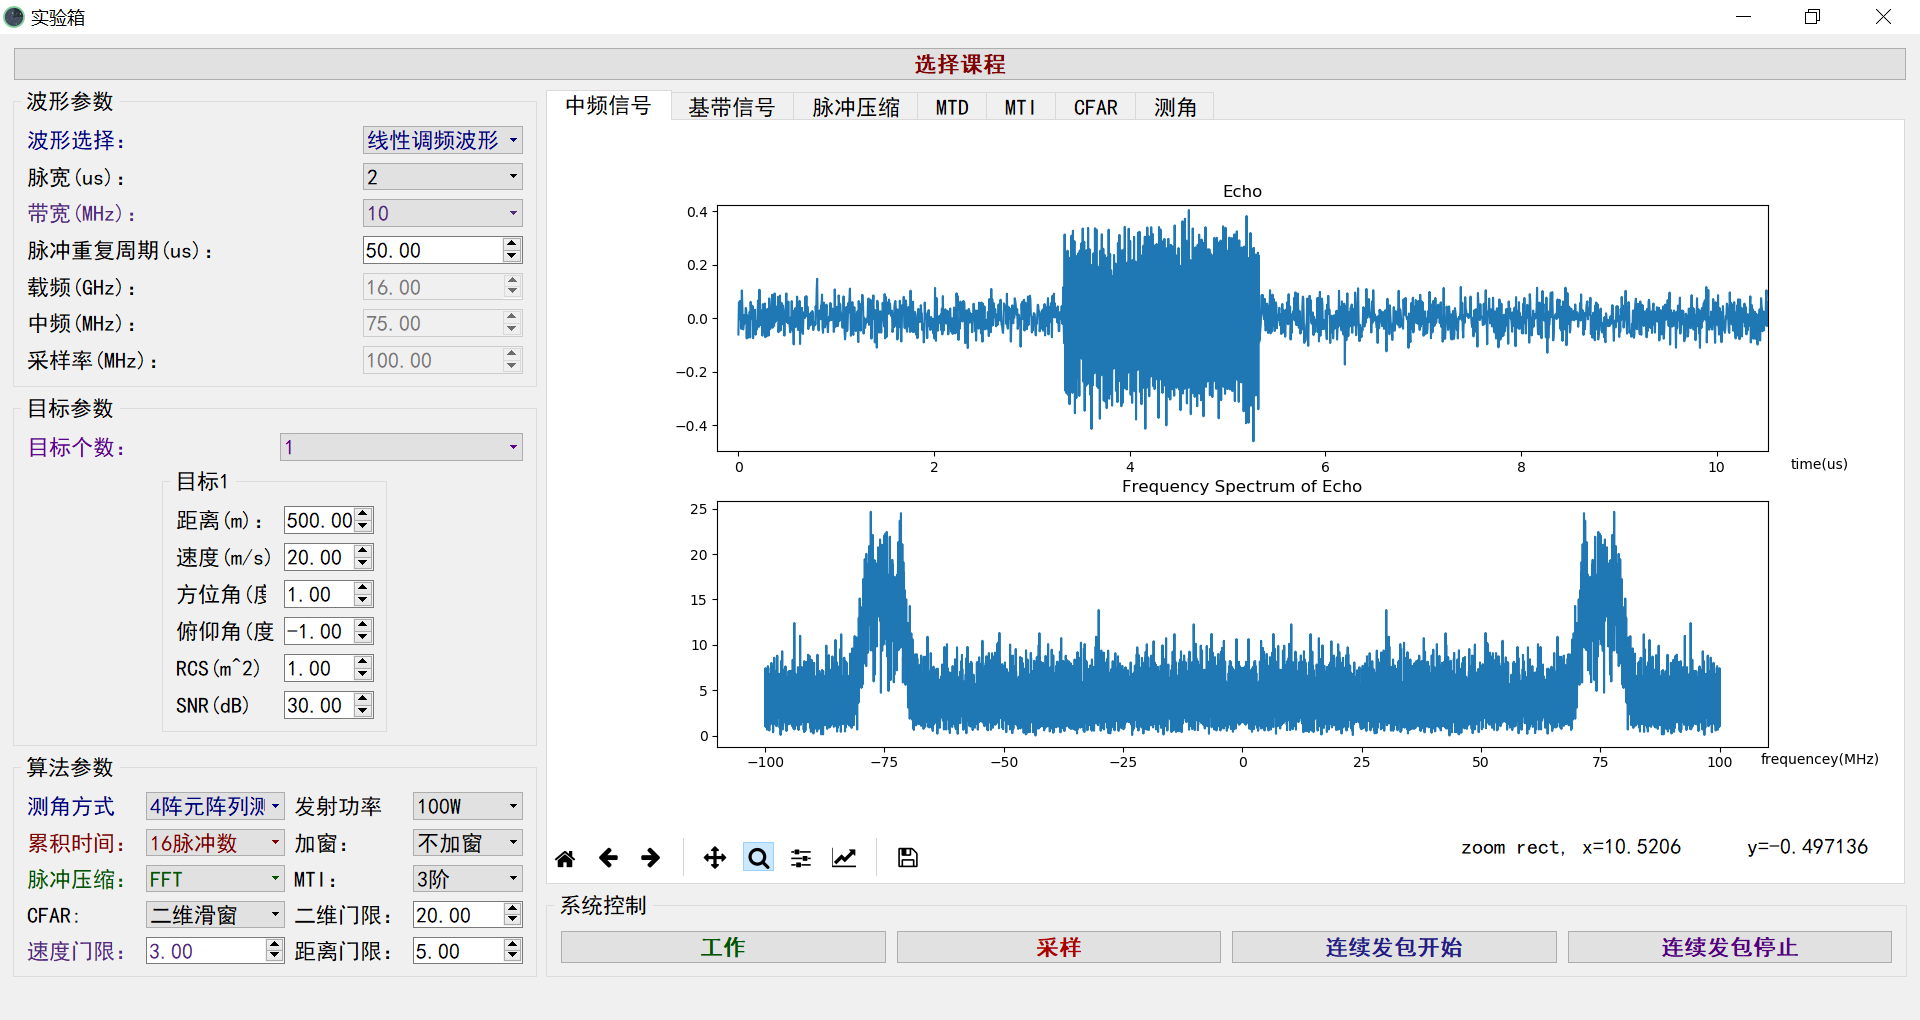 实验箱
选择课程
波形参数
波形选择: 线性调频波形
脉宽(us): 2
带宽(MHz): 10
脉冲重复周期(us): 50.00
载频(GHz): 16.00
中频(MHz): 75.00
采样率(MHz): 100.00
目标参数
目标个数: 1
目标1
距离(m): 500.00
速度(m/s) 20.00
方位角(度 1.00
俯仰角(度 -1.00
RCS(m^2) 1.00
SNR(dB) 30.00
算法参数
测角方式 4阵元阵列测 发射功率 100W
累积时间: 16脉冲数 加窗: 不加窗
脉冲压缩: FFT MTI: 3阶
CFAR: 二维滑窗 二维门限: 20.00
速度门限: 3.00 距离门限: 5.00
中频信号 基带信号 脉冲压缩 MTD MTI CFAR 测角
Echo
0.4
0.2
0.0
−0.2
−0.4
0 2 4 6 8 10 time(us)
Frequency Spectrum of Echo
25
20
15
10
5
0
−100 −75 −50 −25 0 25 50 75 100 frequencey(MHz)
zoom rect, x=10.5206 y=-0.497136
系统控制
工作 采样 连续发包开始 连续发包停止